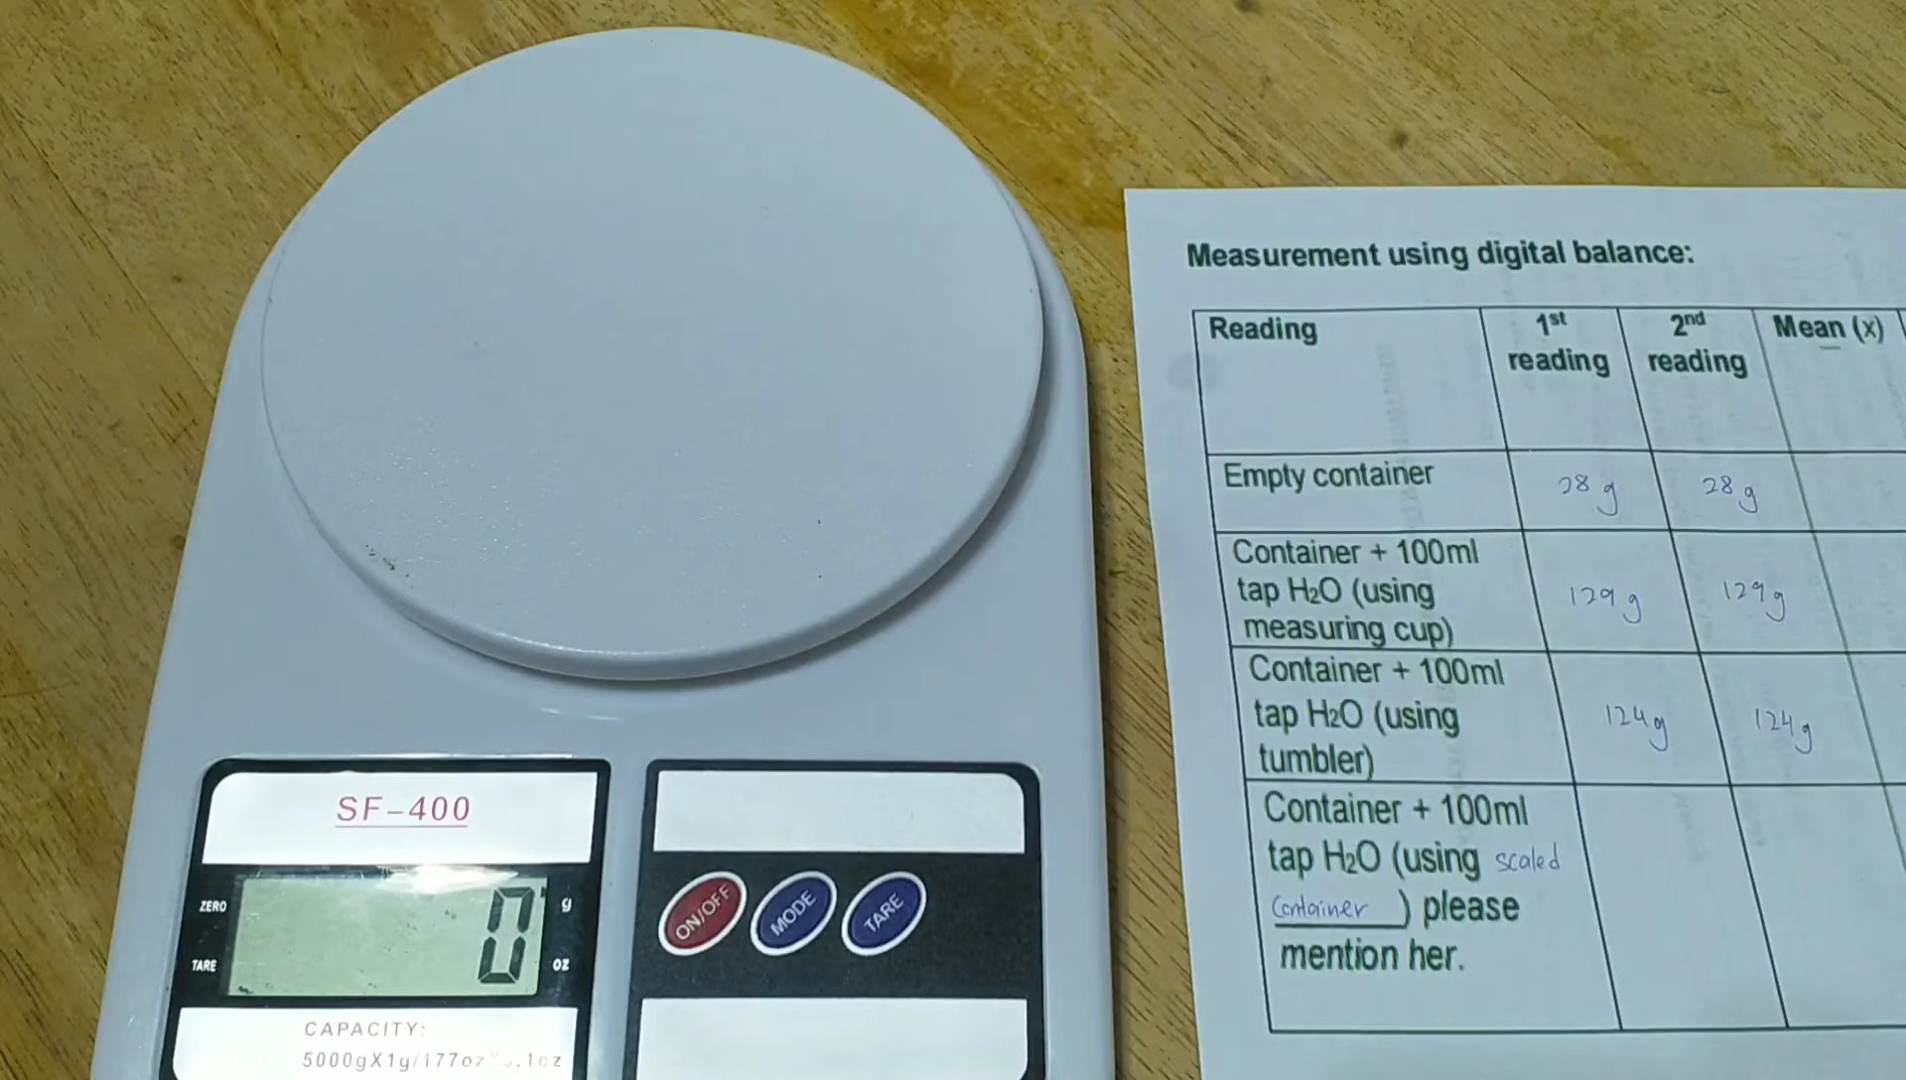 Measurement using digital balance:
Reading
1st
reading
2nd
reading
Mean (x)
Empty container
28 g
28 g
Container + 100ml
tap H2O (using
measuring cup)
129 g
129 g
Container + 100ml
tap H2O (using
tumbler)
124 g
124 g
Container + 100ml
tap H2O (using scaled
container) please
mention her.
SF-400
ZERO
TARE
0
g
oz
ON/OFF
MODE
TARE
CAPACITY: